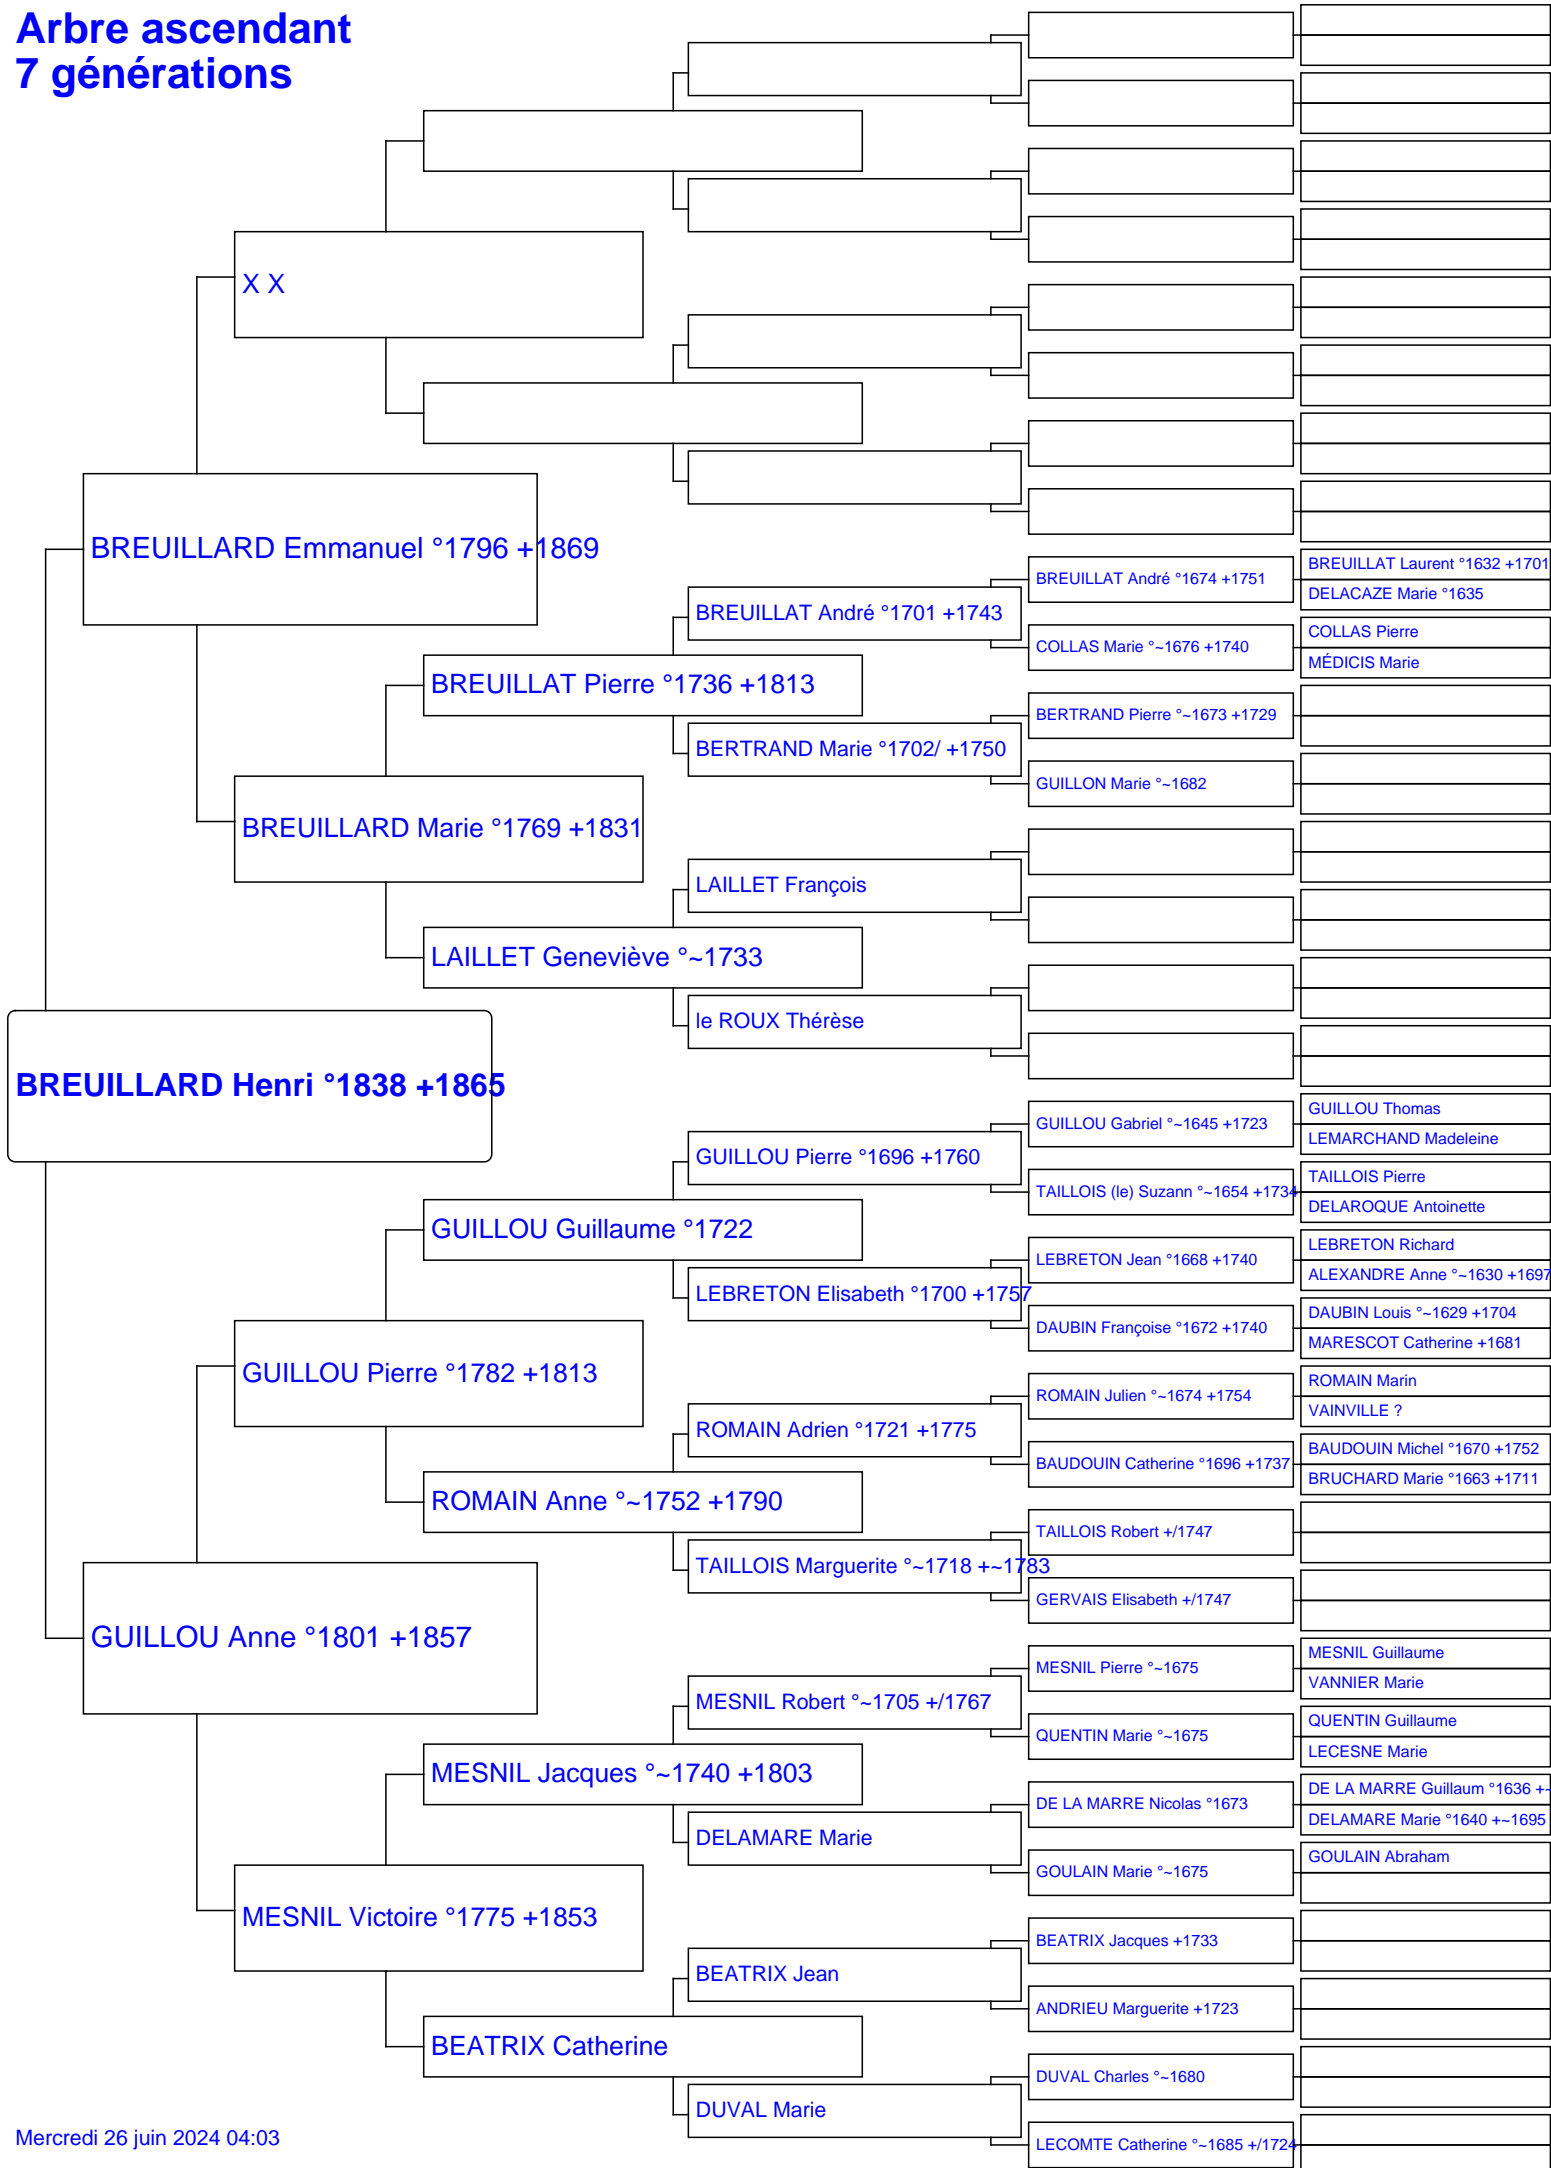 Arbre ascendant
7 générations
X X
BREUILLARD Emmanuel °1796 +1869
BREUILLAT André °1674 +1751
BREUILLAT Laurent °1632 +1701
DELACAZE Marie °1635
BREUILLAT André °1701 +1743
COLLAS Marie °~1676 +1740
COLLAS Pierre
MÉDICIS Marie
BREUILLAT Pierre °1736 +1813
BERTRAND Pierre °~1673 +1729
BERTRAND Marie °1702/ +1750
GUILLON Marie °~1682
BREUILLARD Marie °1769 +1831
LAILLET François
LAILLET Geneviève °~1733
le ROUX Thérèse
BREUILLARD Henri °1838 +1865
GUILLOU Gabriel °~1645 +1723
GUILLOU Thomas
LEMARCHAND Madeleine
GUILLOU Pierre °1696 +1760
TAILLOIS (le) Suzann °~1654 +1734
TAILLOIS Pierre
DELAROQUE Antoinette
GUILLOU Guillaume °1722
LEBRETON Jean °1668 +1740
LEBRETON Richard
ALEXANDRE Anne °~1630 +1697
LEBRETON Elisabeth °1700 +1757
DAUBIN Françoise °1672 +1740
DAUBIN Louis °~1629 +1704
MARESCOT Catherine +1681
GUILLOU Pierre °1782 +1813
ROMAIN Julien °~1674 +1754
ROMAIN Marin
VAINVILLE ?
ROMAIN Adrien °1721 +1775
BAUDOUIN Catherine °1696 +1737
BAUDOUIN Michel °1670 +1752
BRUCHARD Marie °1663 +1711
ROMAIN Anne °~1752 +1790
TAILLOIS Robert +/1747
TAILLOIS Marguerite °~1718 +~1783
GERVAIS Elisabeth +/1747
GUILLOU Anne °1801 +1857
MESNIL Pierre °~1675
MESNIL Guillaume
VANNIER Marie
MESNIL Robert °~1705 +/1767
QUENTIN Marie °~1675
QUENTIN Guillaume
LECESNE Marie
MESNIL Jacques °~1740 +1803
DE LA MARRE Nicolas °1673
DE LA MARRE Guillaum °1636 +~
DELAMARE Marie °1640 +~1695
DELAMARE Marie
GOULAIN Marie °~1675
GOULAIN Abraham
MESNIL Victoire °1775 +1853
BEATRIX Jacques +1733
BEATRIX Jean
ANDRIEU Marguerite +1723
BEATRIX Catherine
DUVAL Charles °~1680
DUVAL Marie
LECOMTE Catherine °~1685 +/1724
Mercredi 26 juin 2024 04:03